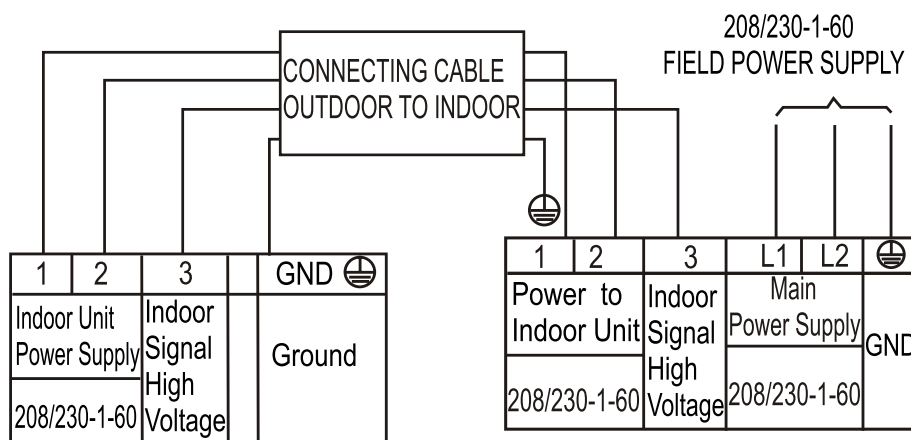 208/230-1-60
FIELD POWER SUPPLY
CONNECTING CABLE
OUTDOOR TO INDOOR
1 2 3 GND
Indoor Unit
Power Supply
208/230-1-60
Indoor
Signal
High
Voltage
Ground
1 2 3 L1 L2
Power to
Indoor Unit
208/230-1-60
Indoor
Signal
High
Voltage
Main
Power Supply
208/230-1-60
GND